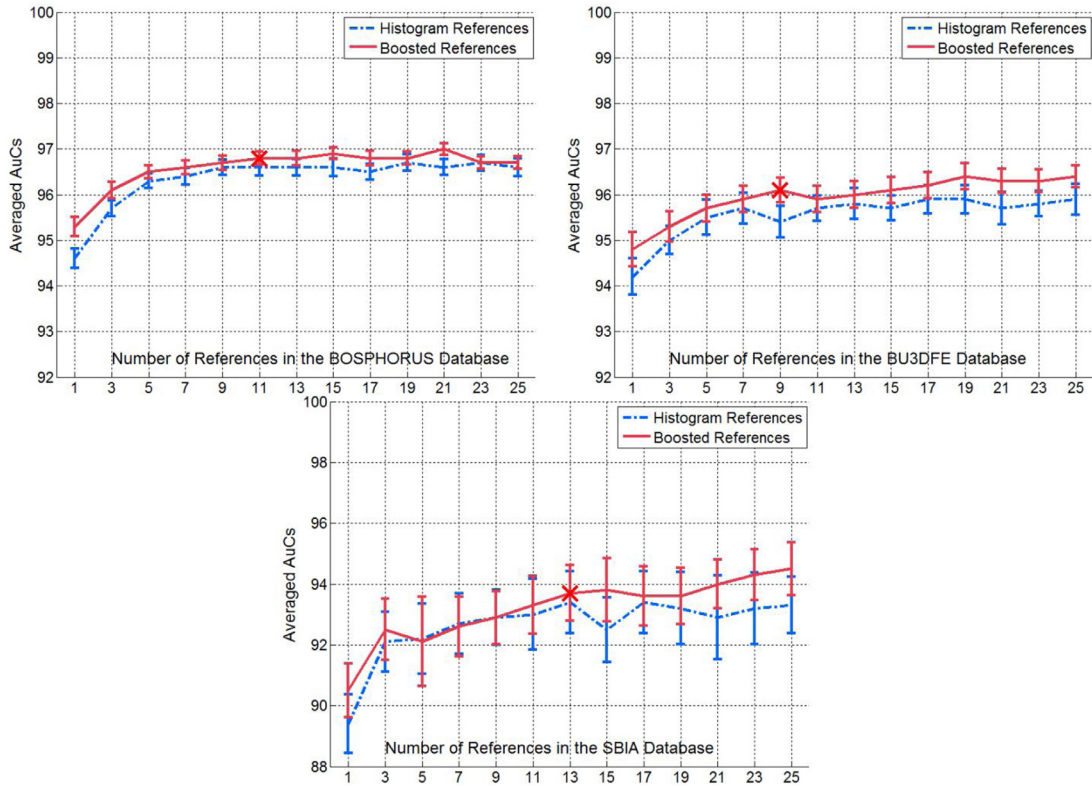 100
99
98
97
96
95
94
93
92
Averaged AuCs
Histogram References
Boosted References
Number of References in the BOSPHORUS Database
1 3 5 7 9 11 13 15 17 19 21 23 25
100
99
98
97
96
95
94
93
92
Averaged AuCs
Histogram References
Boosted References
Number of References in the BU3DFE Database
1 3 5 7 9 11 13 15 17 19 21 23 25
100
98
96
94
92
90
88
Averaged AuCs
Histogram References
Boosted References
Number of References in the SBIA Database
1 3 5 7 9 11 13 15 17 19 21 23 25